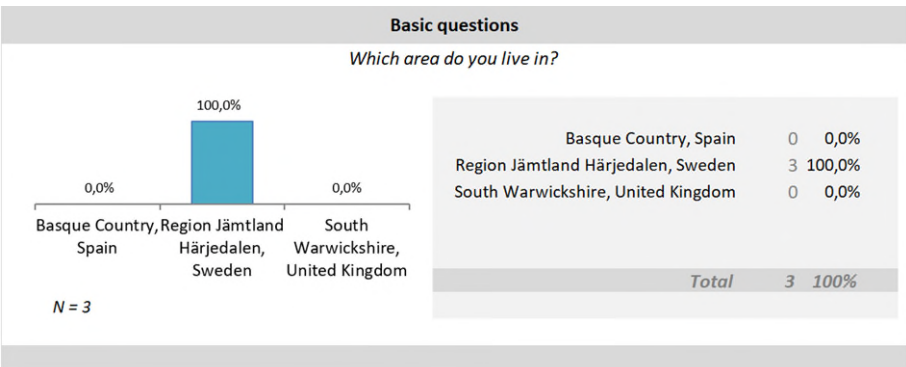 Basic questions
Which area do you live in?
100,0%
0,0%
0,0%
Basque Country,
Spain
Region Jämtland
Härjedalen,
Sweden
South
Warwickshire,
United Kingdom
N = 3
Basque Country, Spain 0 0,0%
Region Jämtland Härjedalen, Sweden 3 100,0%
South Warwickshire, United Kingdom 0 0,0%
Total 3 100%